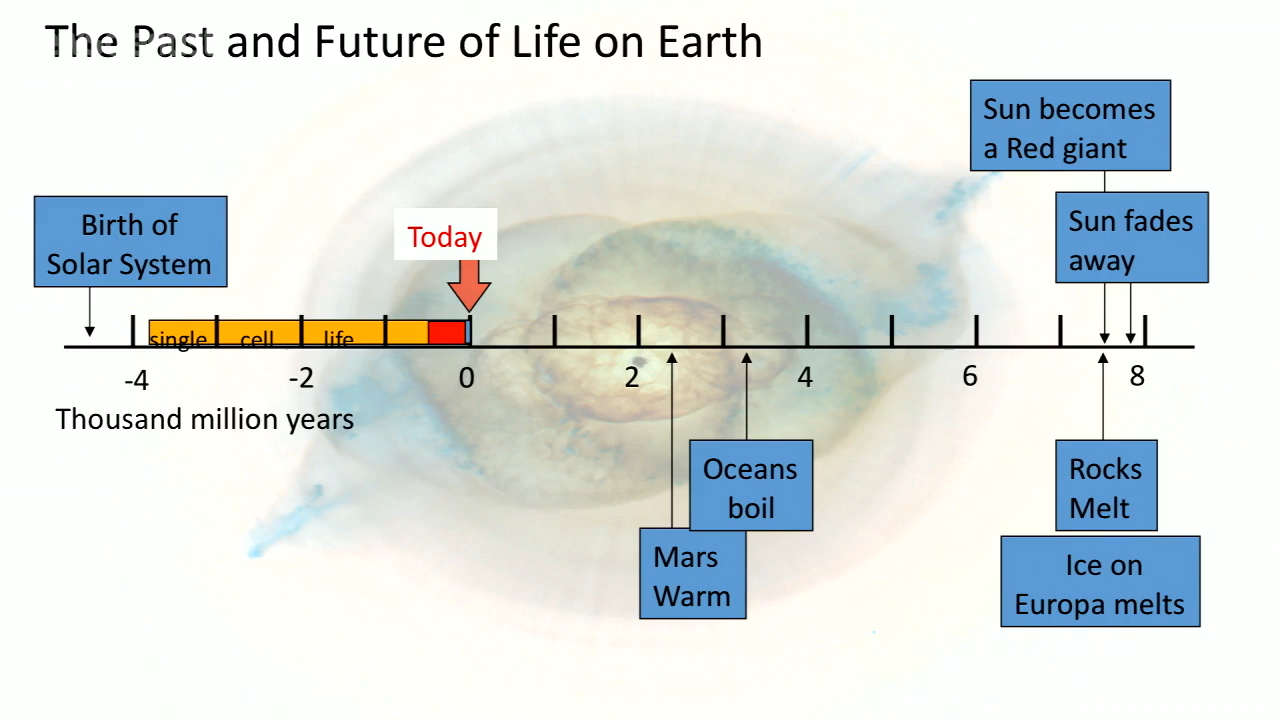 The Past and Future of Life on Earth
Sun becomes
a Red giant
Birth of
Solar System
Today
Sun fades
away
single cell life
-4 -2 0 2 4 6 8
Thousand million years
Oceans
boil
Mars
Warm
Rocks
Melt
Ice on
Europa melts